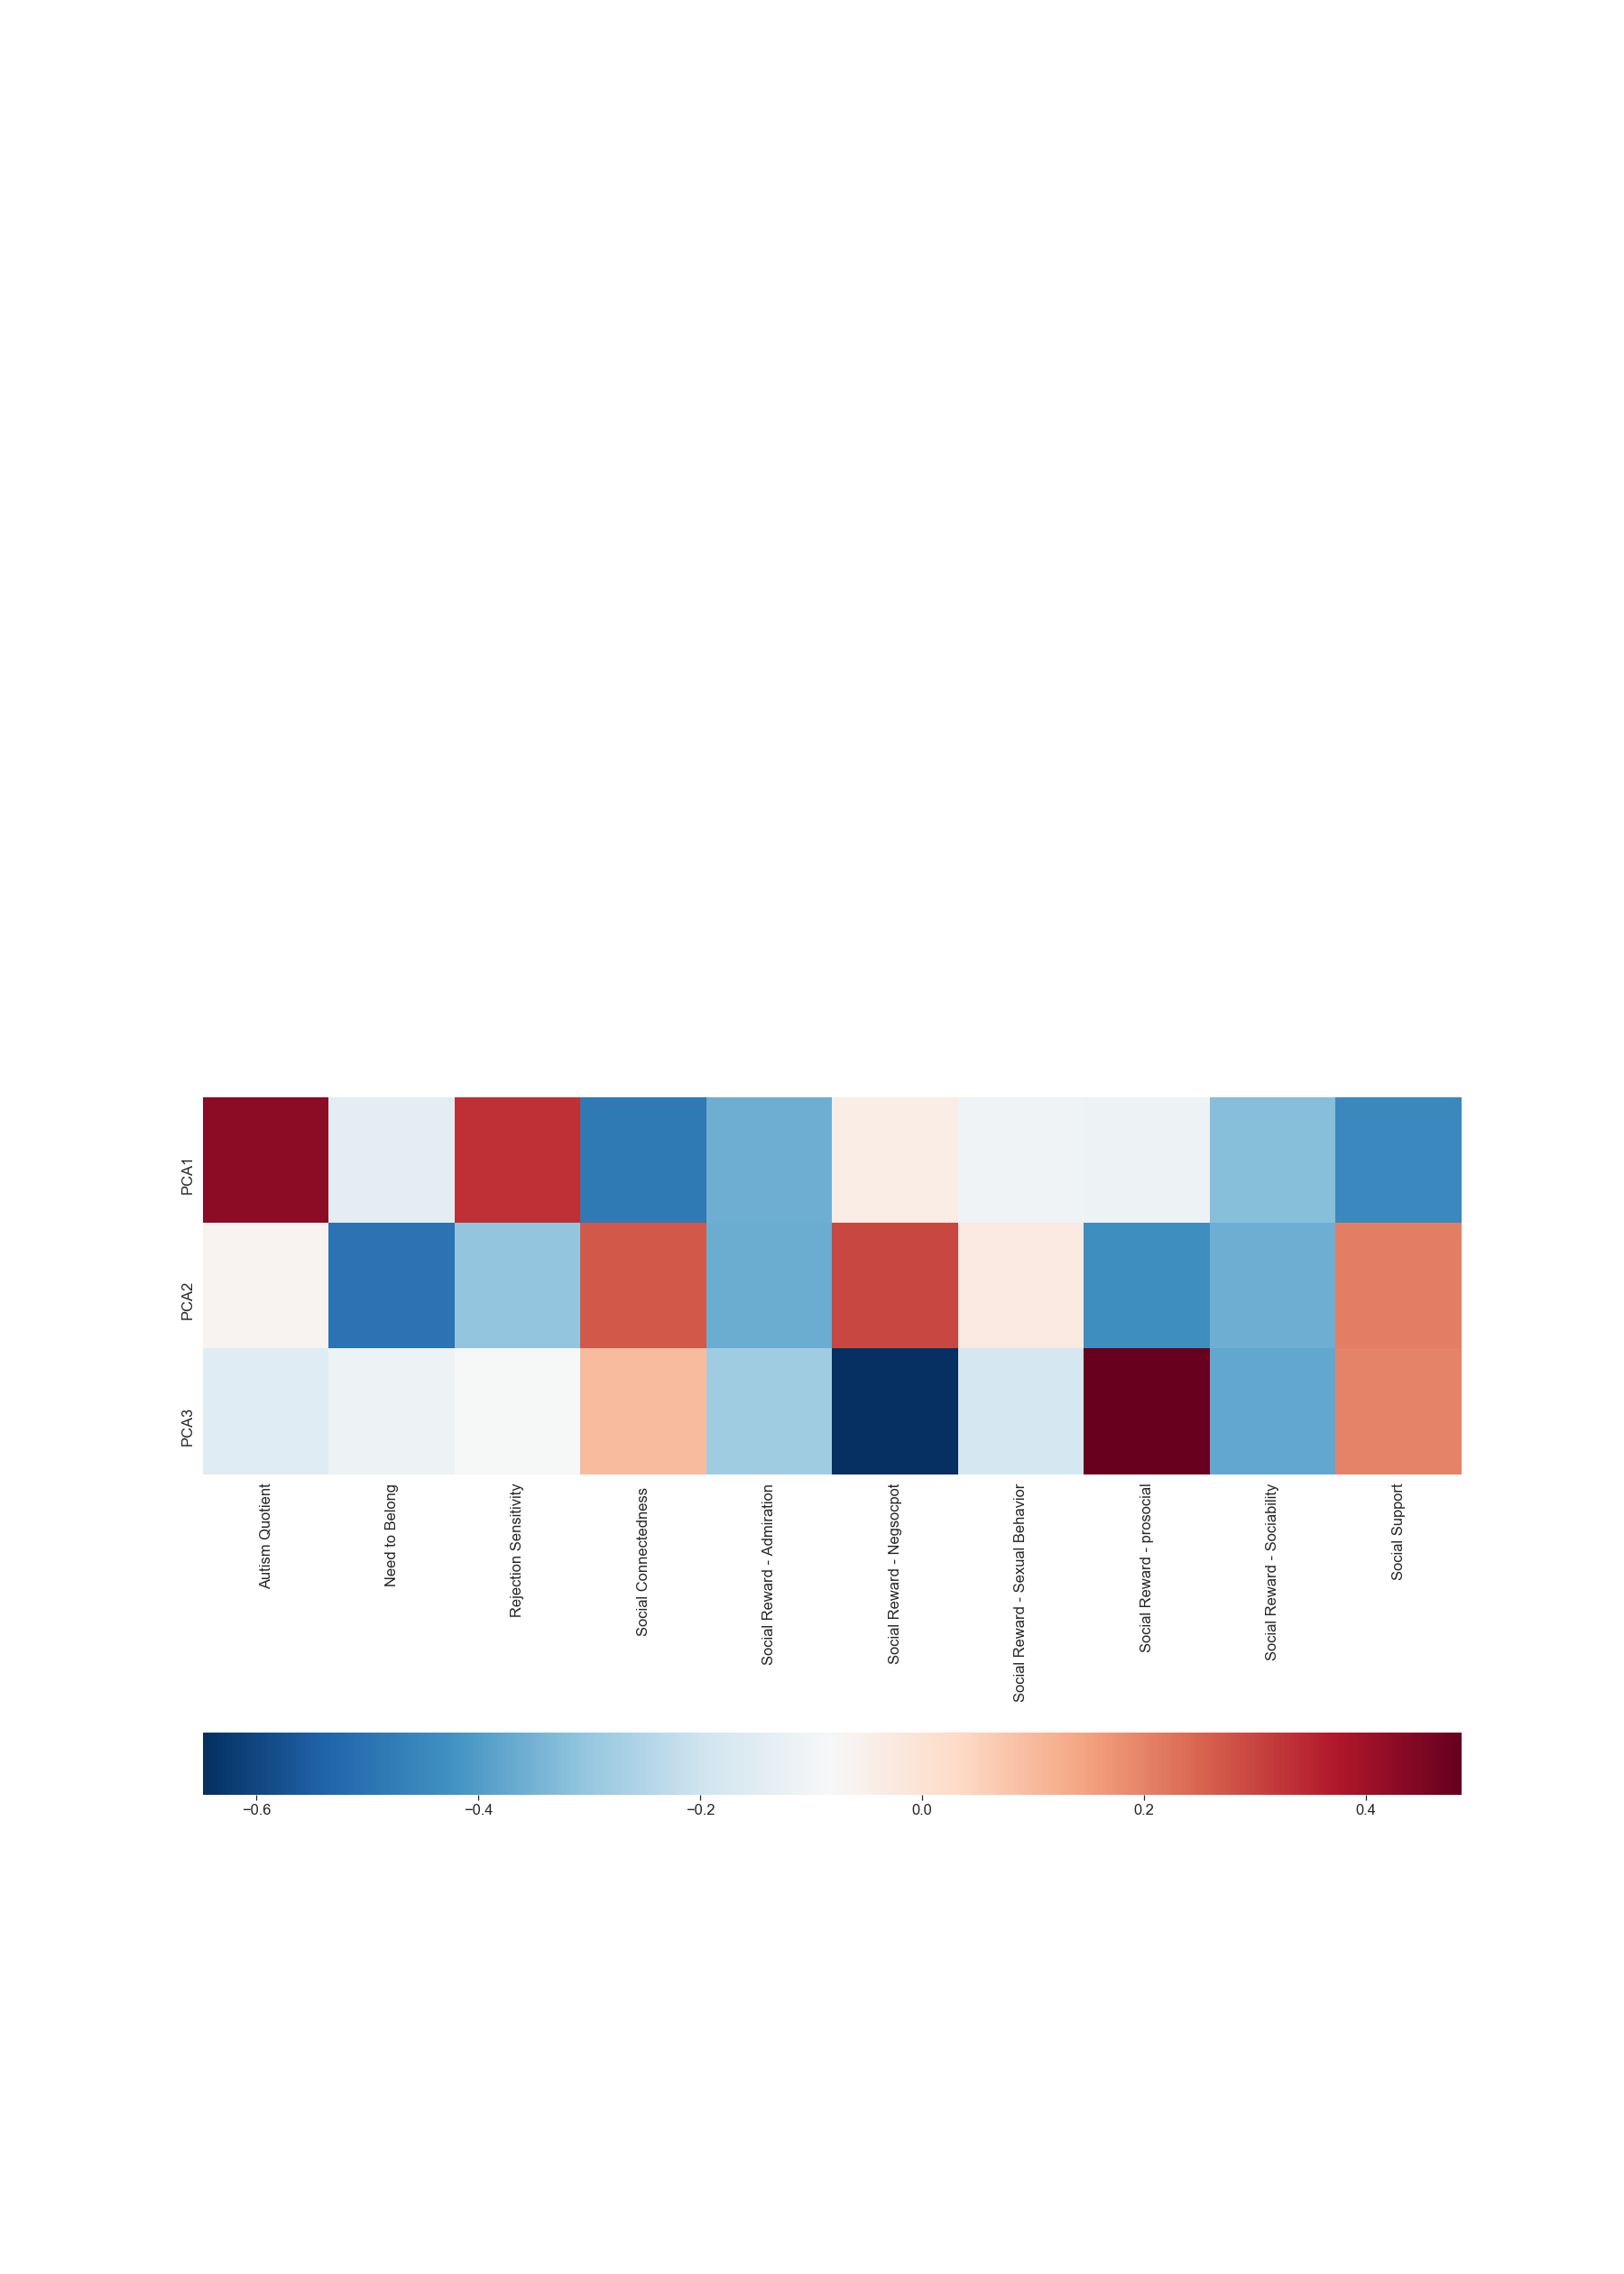 PCA1
PCA2
PCA3
Autism Quotient
Need to Belong
Rejection Sensitivity
Social Connectedness
Social Reward - Admiration
Social Reward - Negsocpot
Social Reward - Sexual Behavior
Social Reward - prosocial
Social Reward - Sociability
Social Support
−0.6
−0.4
−0.2
0.0
0.2
0.4